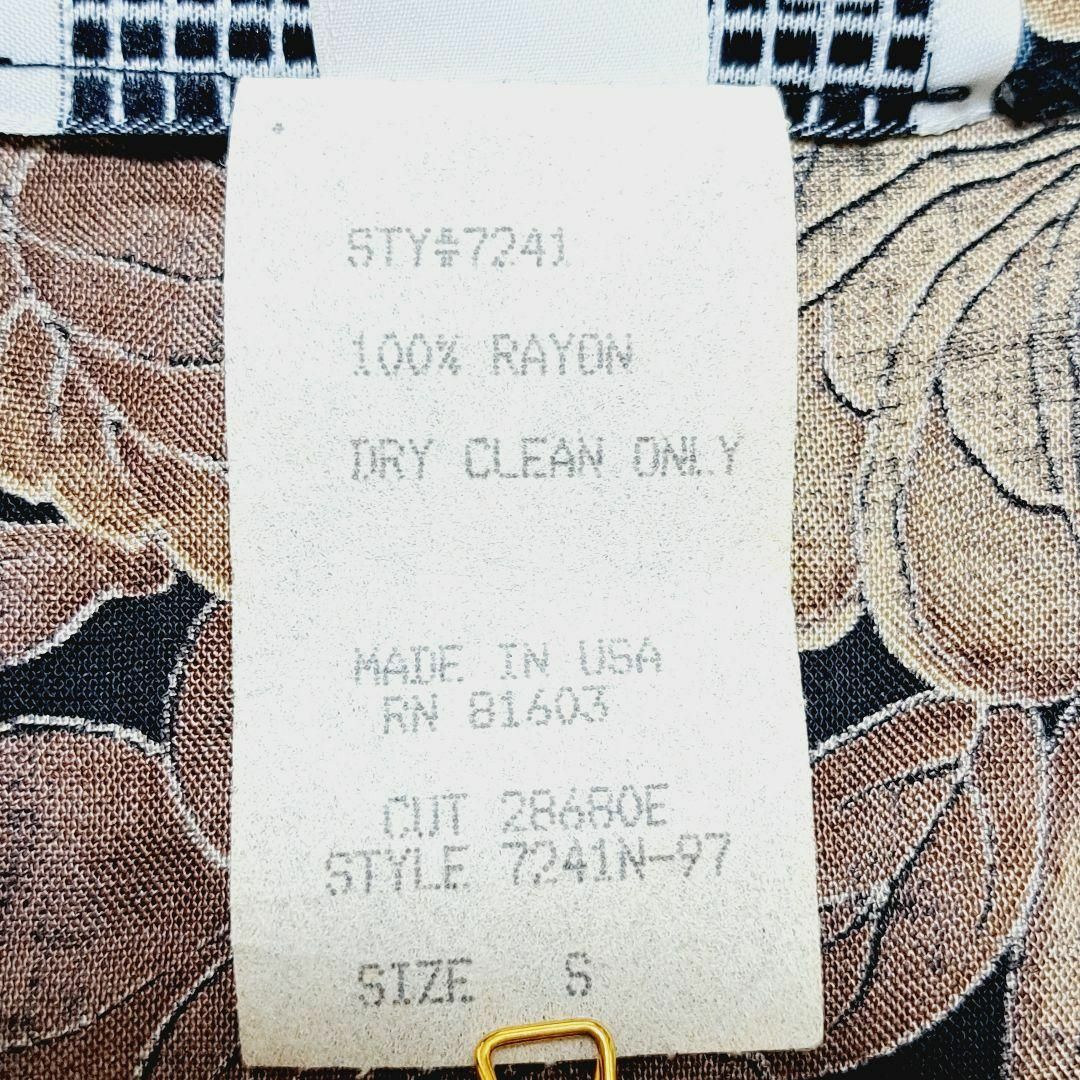 STY#7241
100% RAYON
DRY CLEAN ONLY
MADE IN USA
RN 81603
CUT 28680E
STYLE 7241N-97
SIZE S